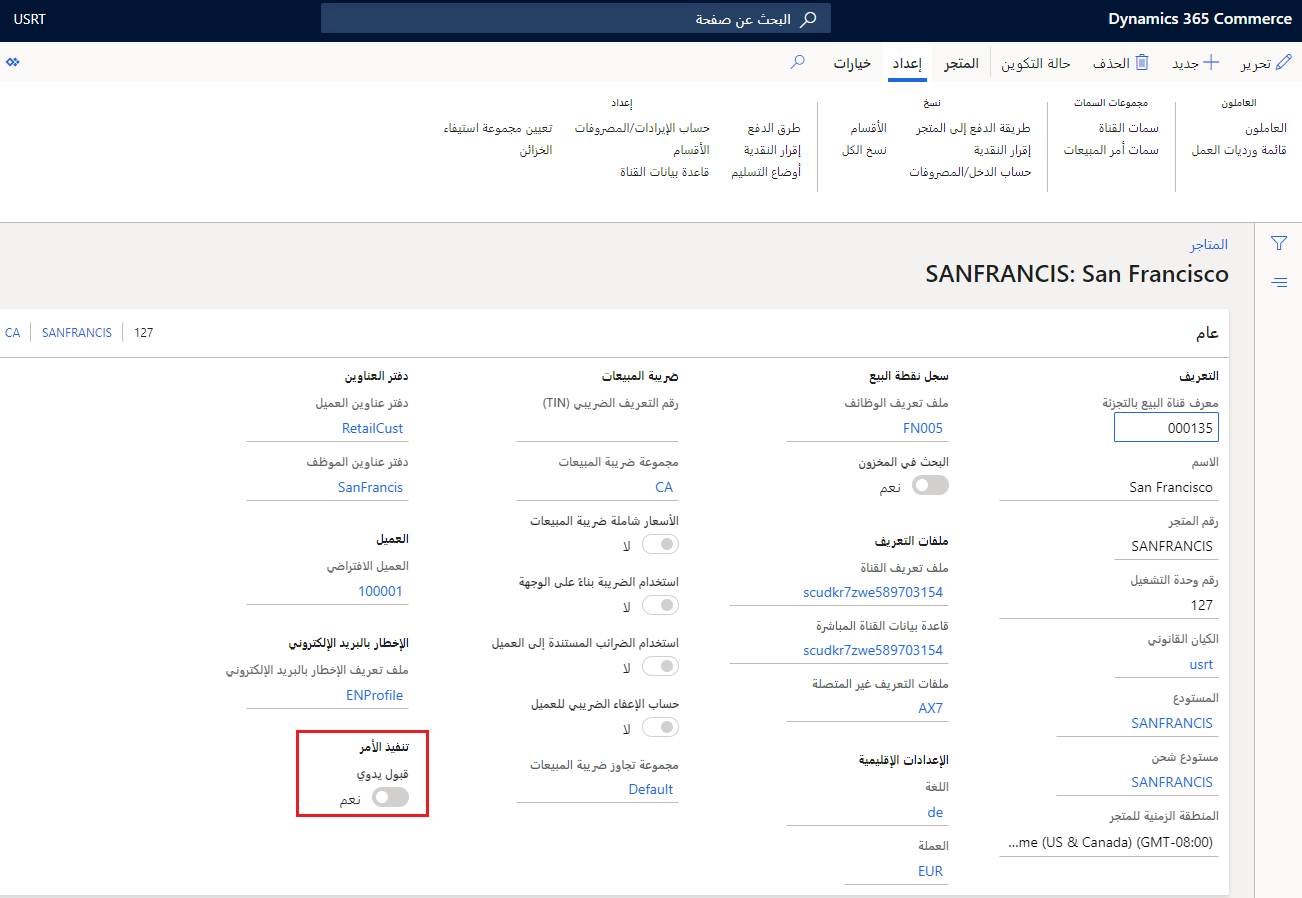 Dynamics 365 Commerce
البحث عن صفحة
USRT
تحرير
جديد
الحذف
حالة التكوين
المتجر
إعداد
خيارات
العاملون
العاملون
قائمة ورديات العمل
مجموعات السمات
سمات القناة
سمات أمر المبيعات
نسخ
طريقة الدفع إلى المتجر
إقرار النقدية
حساب الدخل/المصروفات
الأقسام
نسخ الكل
إعداد
طرق الدفع
إقرار النقدية
أوضاع التسليم
حساب الإيرادات/المصروفات
الأقسام
قاعدة بيانات القناة
تعيين مجموعة استيفاء
الخزائن
المتاجر
SANFRANCIS: San Francisco
عام
127
SANFRANCIS
CA
التعريف
معرف قناة البيع بالتجزئة
000135
الاسم
San Francisco
رقم المتجر
SANFRANCIS
رقم وحدة التشغيل
127
الكيان القانوني
usrt
المستودع
SANFRANCIS
مستودع شحن
SANFRANCIS
المنطقة الزمنية للمتجر
...me (US & Canada) (GMT-08:00)
سجل نقطة البيع
ملف تعريف الوظائف
FN005
البحث في المخزون
نعم
ملفات التعريف
ملف تعريف القناة
scudkr7zwe589703154
قاعدة بيانات القناة المباشرة
scudkr7zwe589703154
ملفات التعريف غير المتصلة
AX7
الإعدادات الإقليمية
اللغة
de
العملة
EUR
ضريبة المبيعات
رقم التعريف الضريبي (TIN)
مجموعة ضريبة المبيعات
CA
الأسعار شاملة ضريبة المبيعات
لا
استخدام الضريبة بناءً على الوجهة
لا
استخدام الضرائب المستندة إلى العميل
لا
حساب الإعفاء الضريبي للعميل
لا
مجموعة تجاوز ضريبة المبيعات
Default
دفتر العناوين
دفتر عناوين العميل
RetailCust
دفتر عناوين الموظف
SanFrancis
العميل
العميل الافتراضي
100001
الإخطار بالبريد الإلكتروني
ملف تعريف الإخطار بالبريد الإلكتروني
ENProfile
تنفيذ الأمر
قبول يدوي
نعم